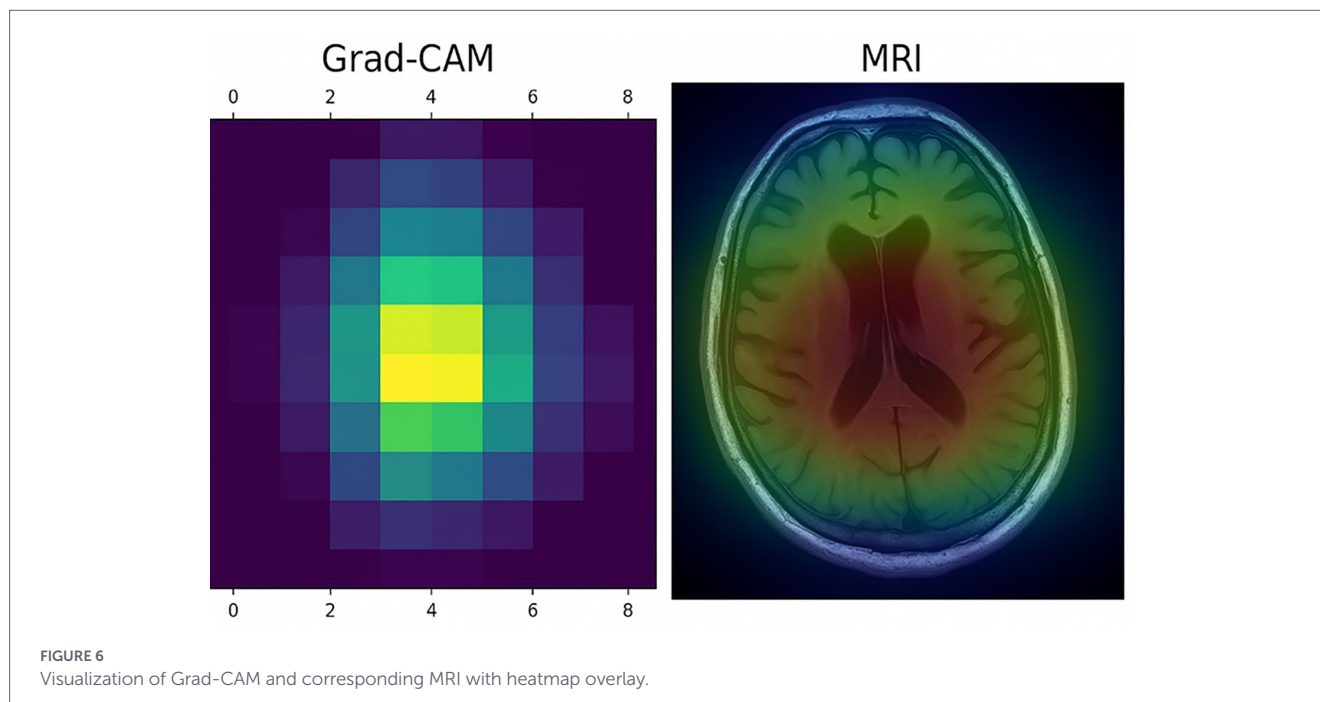 Grad-CAM
MRI
0 2 4 6 8
0 2 4 6 8
FIGURE 6
Visualization of Grad-CAM and corresponding MRI with heatmap overlay.